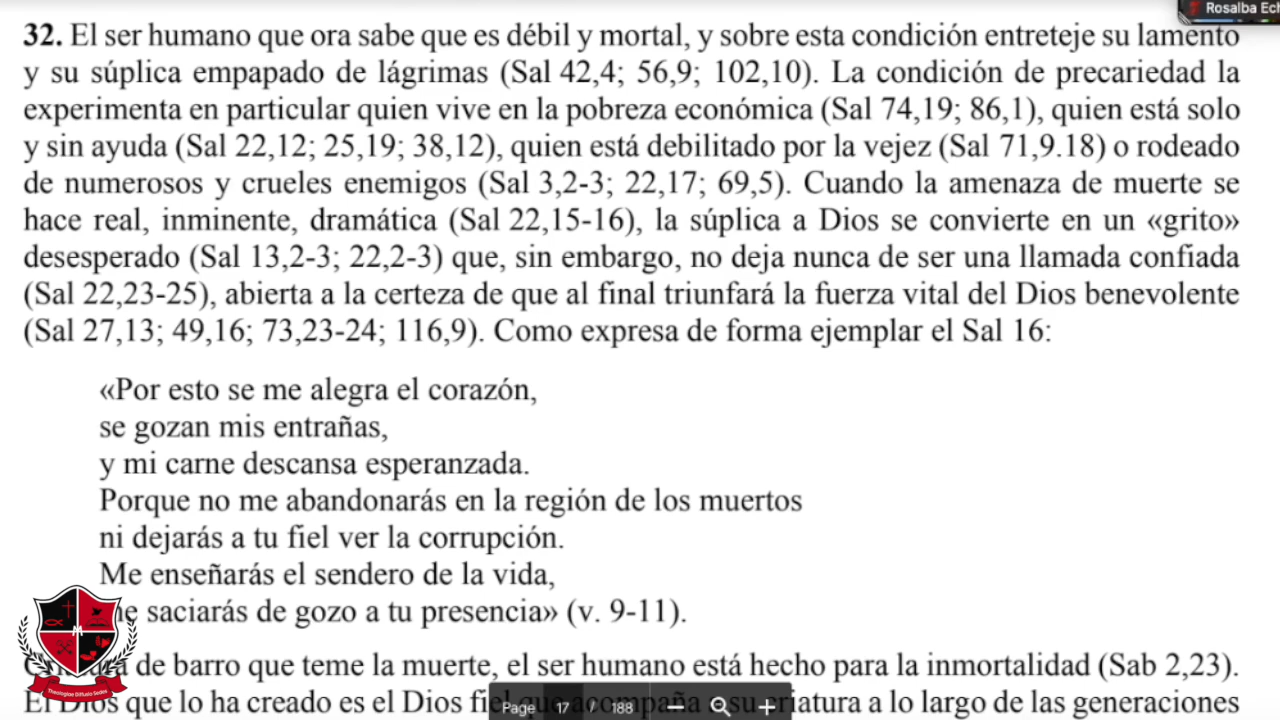 Rosalba Ech
32. El ser humano que ora sabe que es débil y mortal, y sobre esta condición entreteje su lamento
y su súplica empapado de lágrimas (Sal 42,4; 56,9; 102,10). La condición de precariedad la
experimenta en particular quien vive en la pobreza económica (Sal 74,19; 86,1), quien está solo
y sin ayuda (Sal 22,12; 25,19; 38,12), quien está debilitado por la vejez (Sal 71,9.18) o rodeado
de numerosos y crueles enemigos (Sal 3,2-3; 22,17; 69,5). Cuando la amenaza de muerte se
hace real, inminente, dramática (Sal 22,15-16), la súplica a Dios se convierte en un «grito»
desesperado (Sal 13,2-3; 22,2-3) que, sin embargo, no deja nunca de ser una llamada confiada
(Sal 22,23-25), abierta a la certeza de que al final triunfará la fuerza vital del Dios benevolente
(Sal 27,13; 49,16; 73,23-24; 116,9). Como expresa de forma ejemplar el Sal 16:
«Por esto se me alegra el corazón,
se gozan mis entrañas,
y mi carne descansa esperanzada.
Porque no me abandonarás en la región de los muertos
ni dejarás a tu fiel ver la corrupción.
Me enseñarás el sendero de la vida,
saciarás de gozo a tu presencia» (v. 9-11).
de barro que teme la muerte, el ser humano está hecho para la inmortalidad (Sab 2,23).
El Dios que lo ha creado es el Dios acompaña a su criatura a lo largo de las generaciones
Page 17 / 188